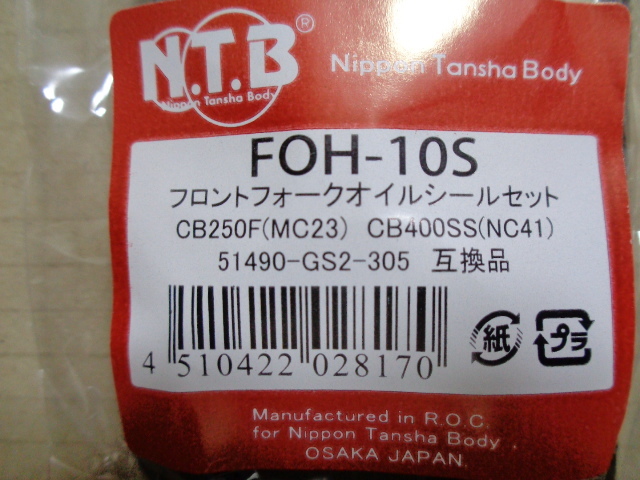 N.T.B®
Nippon Tansha Body
Nippon Tansha Body
FOH-10S
フロントフォークオイルシールセット
CB250F(MC23) CB400SS(NC41)
51490-GS2-305 互換品
4 510422 028170
紙 プラ
Manufactured in R.O.C.
for Nippon Tansha Body
OSAKA JAPAN.